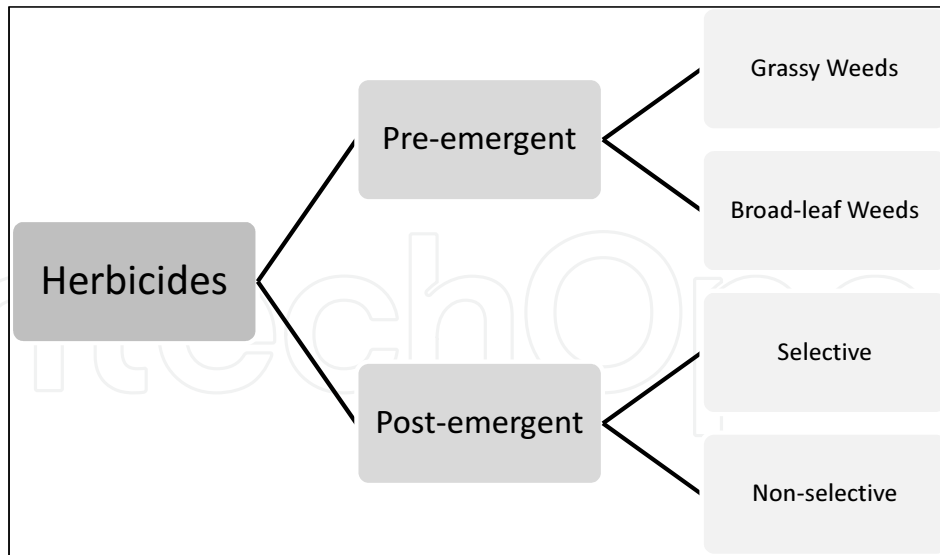 Herbicides
Pre-emergent
Grassy Weeds
Broad-leaf Weeds
Post-emergent
Selective
Non-selective